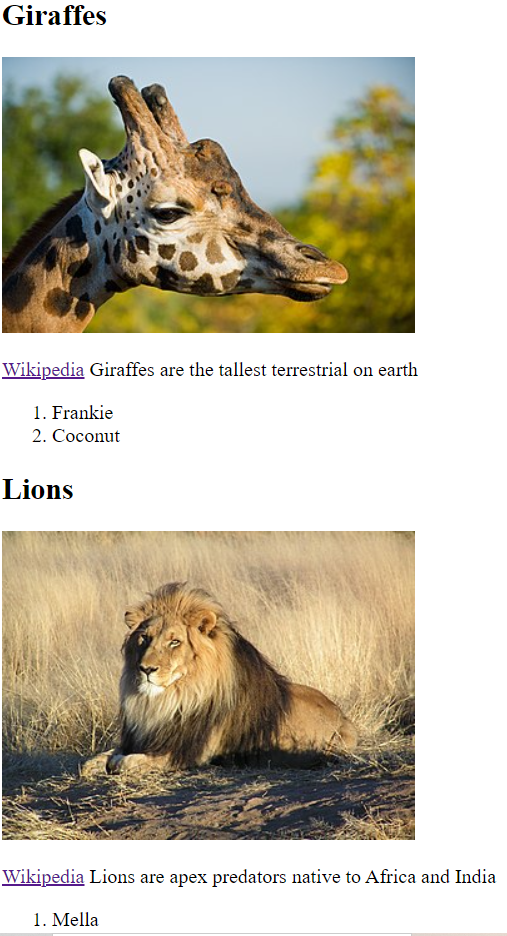 Giraffes
Wikipedia Giraffes are the tallest terrestrial on earth
1. Frankie
2. Coconut
Lions
Wikipedia Lions are apex predators native to Africa and India
1. Mella